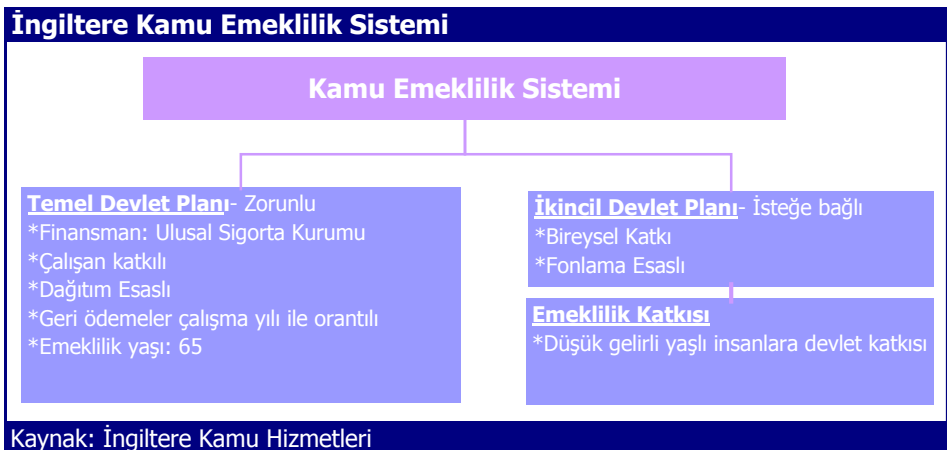 İngiltere Kamu Emeklilik Sistemi
Kamu Emeklilik Sistemi
Temel Devlet Planı- Zorunlu
*Finansman: Ulusal Sigorta Kurumu
*Çalışan katkılı
*Dağıtım Esaslı
*Geri ödemeler çalışma yılı ile orantılı
*Emeklilik yaşı: 65
İkincil Devlet Planı- İsteğe bağlı
*Bireysel Katkı
*Fonlama Esaslı
Emeklilik Katkısı
*Düşük gelirli yaşlı insanlara devlet katkısı
Kaynak: İngiltere Kamu Hizmetleri